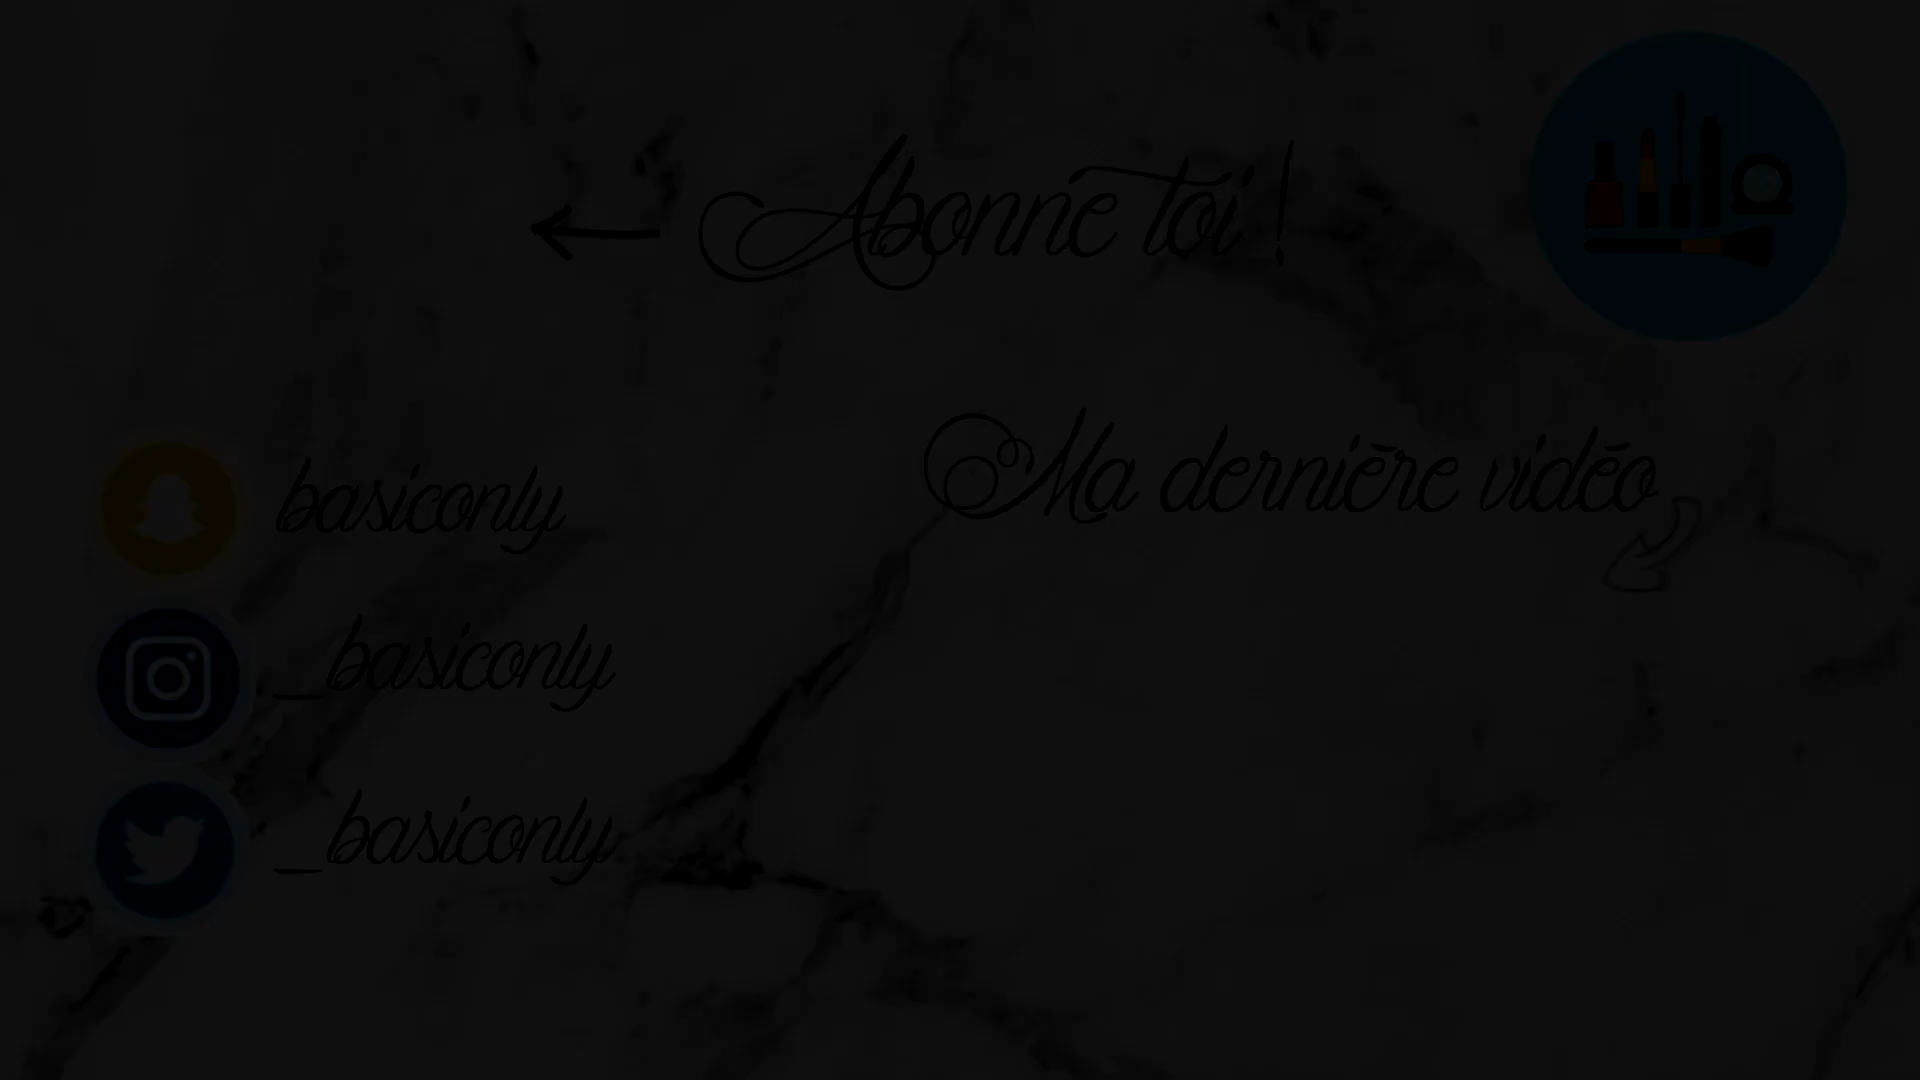 Abonne toi !
Ma dernière vidéo
basiconly
_basiconly
_basiconly